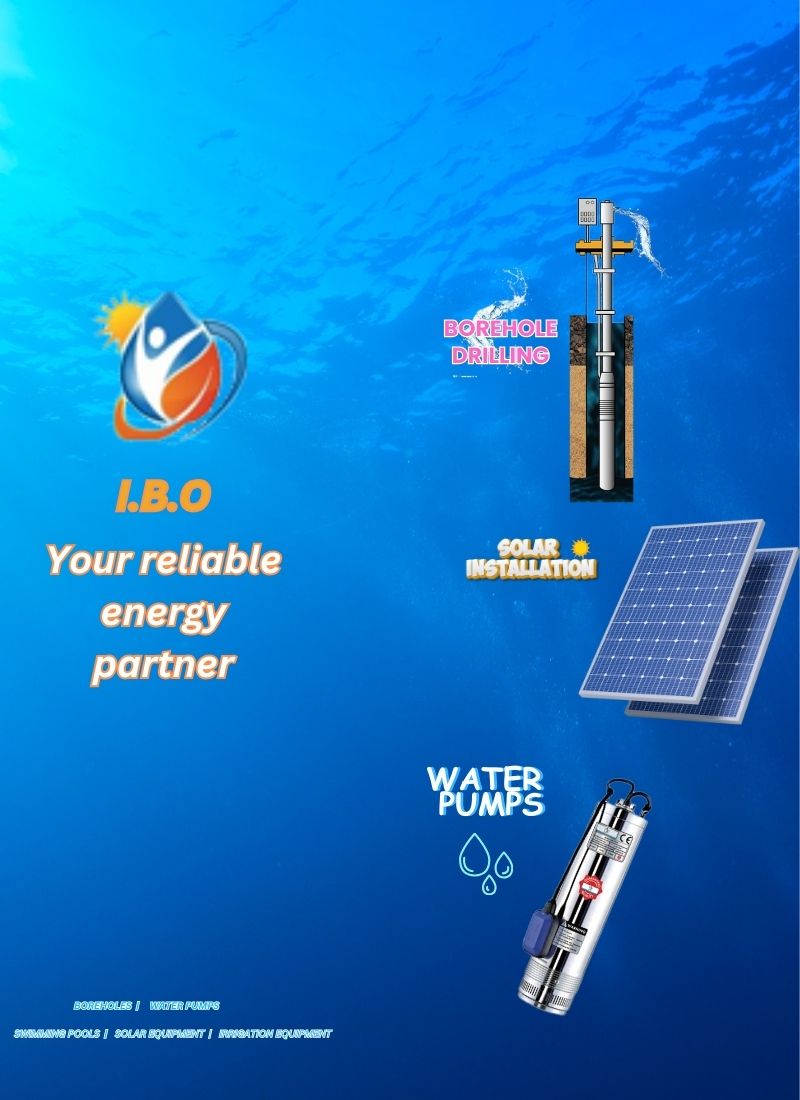 I.B.O
Your reliable
energy
partner
BOREHOLE
DRILLING
SOLAR
INSTALLATION
WATER
PUMPS
WARNING
BOREHOLES | WATER PUMPS
SWIMMING POOLS | SOLAR EQUIPMENT | IRRIGATION EQUIPMENT